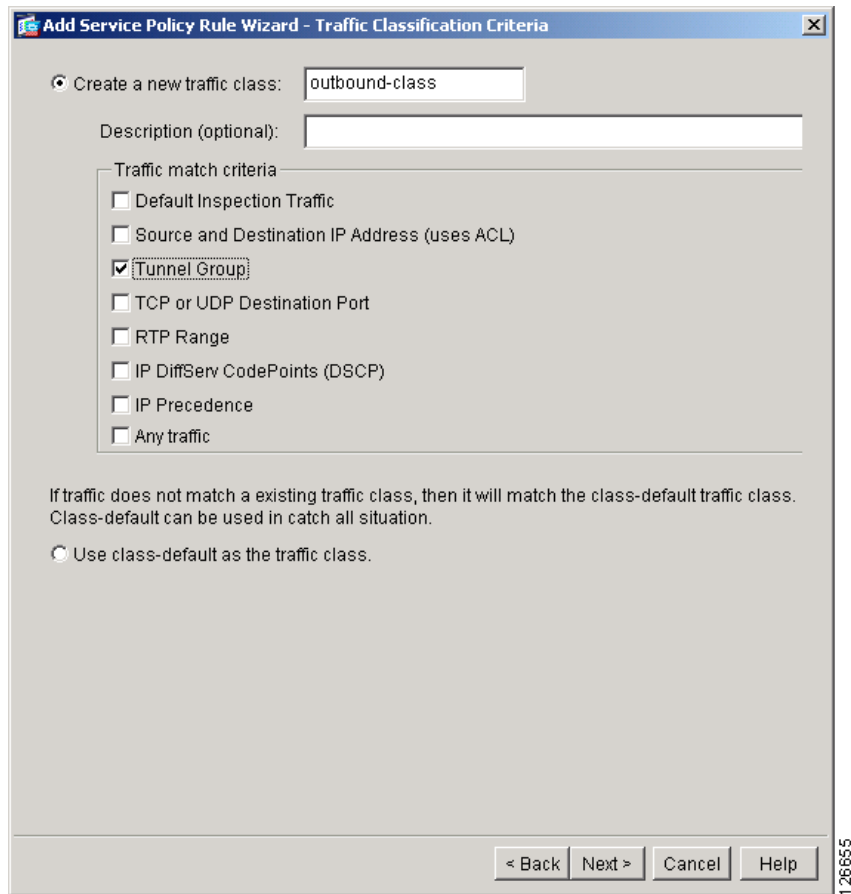 Add Service Policy Rule Wizard - Traffic Classification Criteria
Create a new traffic class: outbound-class
Description (optional):
Traffic match criteria
Default Inspection Traffic
Source and Destination IP Address (uses ACL)
Tunnel Group
TCP or UDP Destination Port
RTP Range
IP DiffServ CodePoints (DSCP)
IP Precedence
Any traffic
If traffic does not match a existing traffic class, then it will match the class-default traffic class.
Class-default can be used in catch all situation.
Use class-default as the traffic class.
< Back Next > Cancel Help
126655